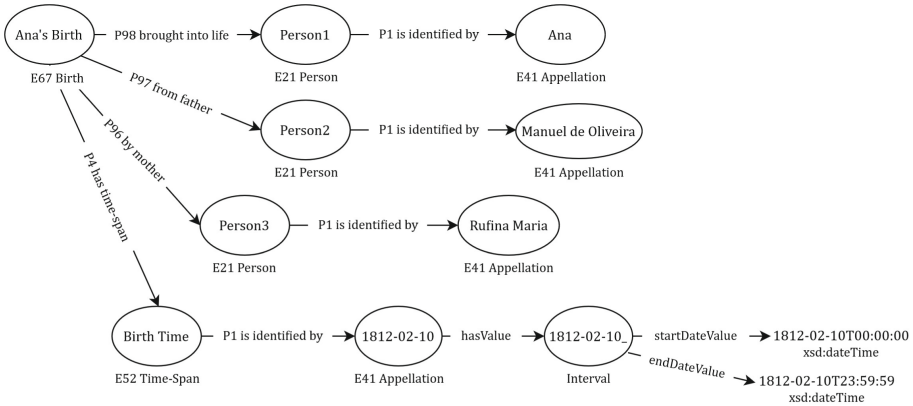 Ana's Birth
P98 brought into life
Person1
P1 is identified by
Ana
E67 Birth
E21 Person
E41 Appellation
P97 from father
Person2
P1 is identified by
Manuel de Oliveira
E21 Person
E41 Appellation
P96 by mother
Person3
P1 is identified by
Rufina Maria
E21 Person
E41 Appellation
P4 has time-span
Birth Time
P1 is identified by
1812-02-10
hasValue
1812-02-10_
startDateValue
1812-02-10T00:00:00
xsd:dateTime
E52 Time-Span
E41 Appellation
Interval
endDateValue
1812-02-10T23:59:59
xsd:dateTime